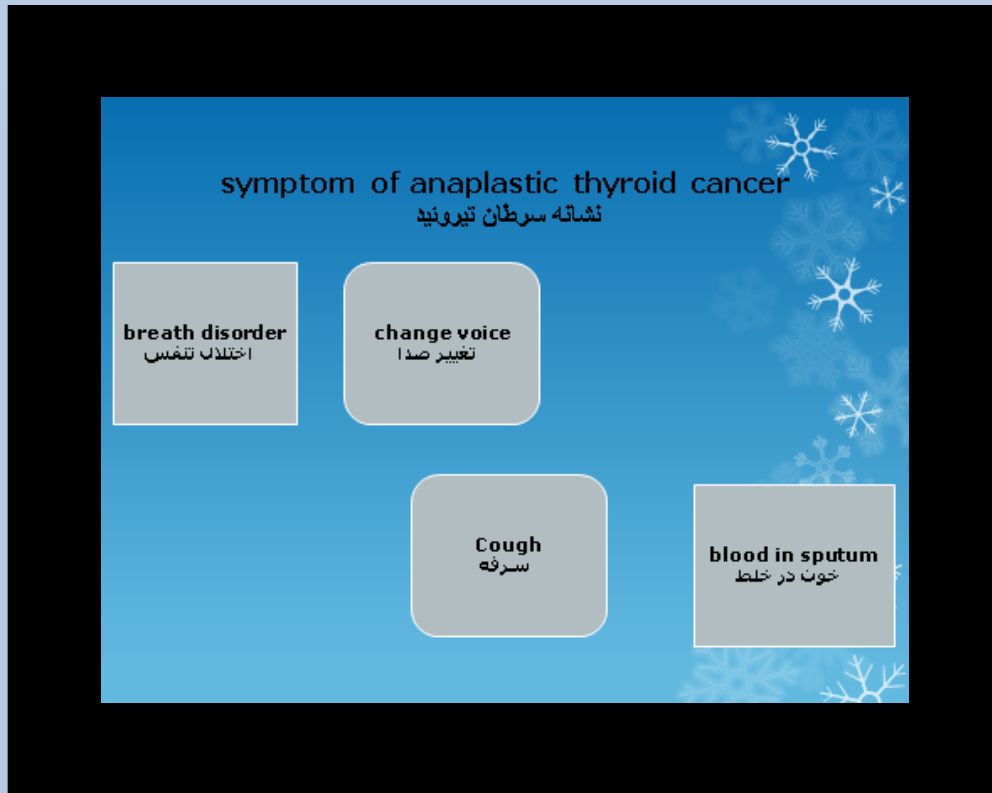 symptom of anaplastic thyroid cancer
نشانه سرطان تیروئید
breath disorder
اختلال تنفس
change voice
تغییر صدا
Cough
سرفه
blood in sputum
خون در خلط